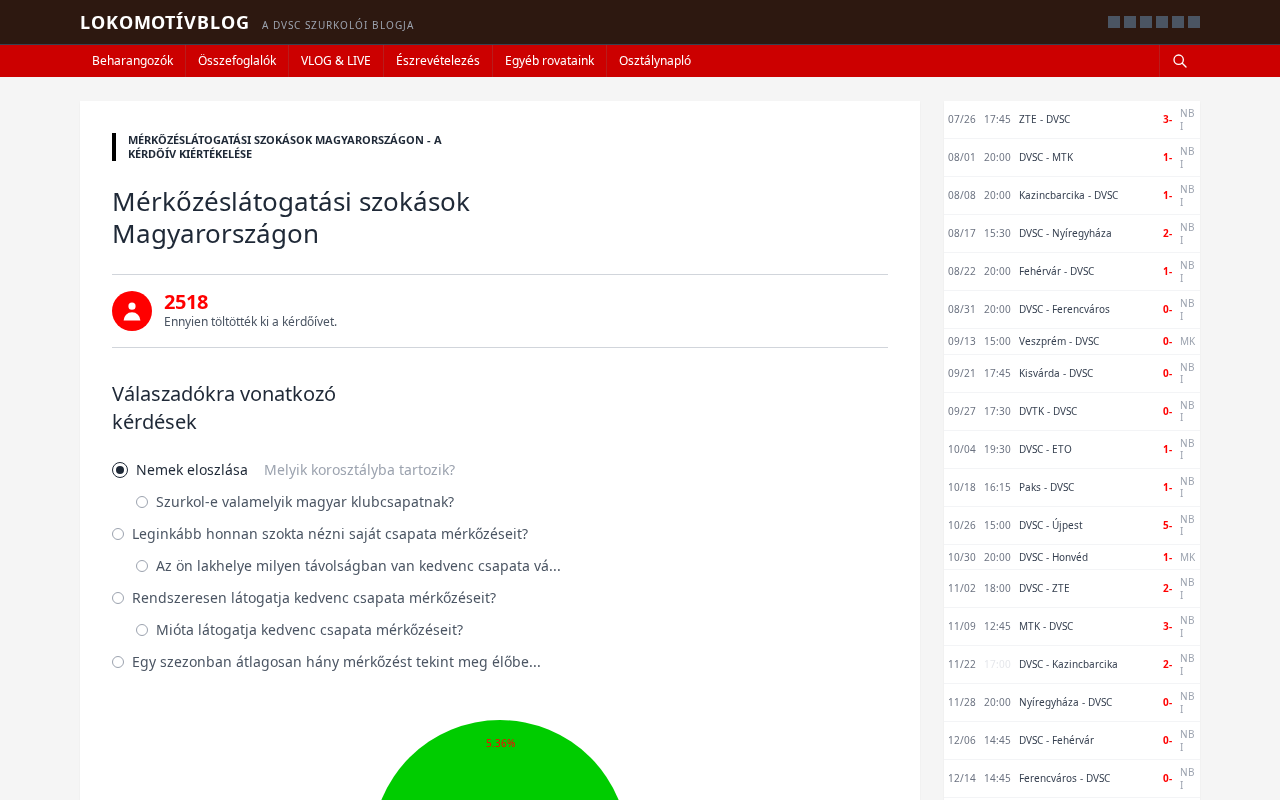 LOKOMOTÍVBLOG A DVSC SZURKOLÓI BLOGJA
Beharangozók Összefoglalók VLOG & LIVE Észrevételezés Egyéb rovataink Osztálynapló
MÉRKÖZÉSLÁTOGATÁSI SZOKÁSOK MAGYARORSZÁGON - A
KÉRDÖÍV KIÉRTÉKELÉSE
Mérkőzéslátogatási szokások
Magyarországon
2518
Ennyien töltötték ki a kérdőívet.
Válaszadókra vonatkozó
kérdések
Nemek eloszlása Melyik korosztályba tartozik?
Szurkol-e valamelyik magyar klubcsapatnak?
Leginkább honnan szokta nézni saját csapata mérkőzéseit?
Az ön lakhelye milyen távolságban van kedvenc csapata vá...
Rendszeresen látogatja kedvenc csapata mérkőzéseit?
Mióta látogatja kedvenc csapata mérkőzéseit?
Egy szezonban átlagosan hány mérkőzést tekint meg élőbe...
5.36%
07/26 17:45 ZTE - DVSC 3- NB
I
08/01 20:00 DVSC - MTK 1- NB
I
08/08 20:00 Kazincbarcika - DVSC 1- NB
I
08/17 15:30 DVSC - Nyíregyháza 2- NB
I
08/22 20:00 Fehérvár - DVSC 1- NB
I
08/31 20:00 DVSC - Ferencváros 0- NB
I
09/13 15:00 Veszprém - DVSC 0- MK
09/21 17:45 Kisvárda - DVSC 0- NB
I
09/27 17:30 DVTK - DVSC 0- NB
I
10/04 19:30 DVSC - ETO 1- NB
I
10/18 16:15 Paks - DVSC 1- NB
I
10/26 15:00 DVSC - Újpest 5- NB
I
10/30 20:00 DVSC - Honvéd 1- MK
11/02 18:00 DVSC - ZTE 2- NB
I
11/09 12:45 MTK - DVSC 3- NB
I
11/22 17:00 DVSC - Kazincbarcika 2- NB
I
11/28 20:00 Nyíregyháza - DVSC 0- NB
I
12/06 14:45 DVSC - Fehérvár 0- NB
I
12/14 14:45 Ferencváros - DVSC 0- NB
I